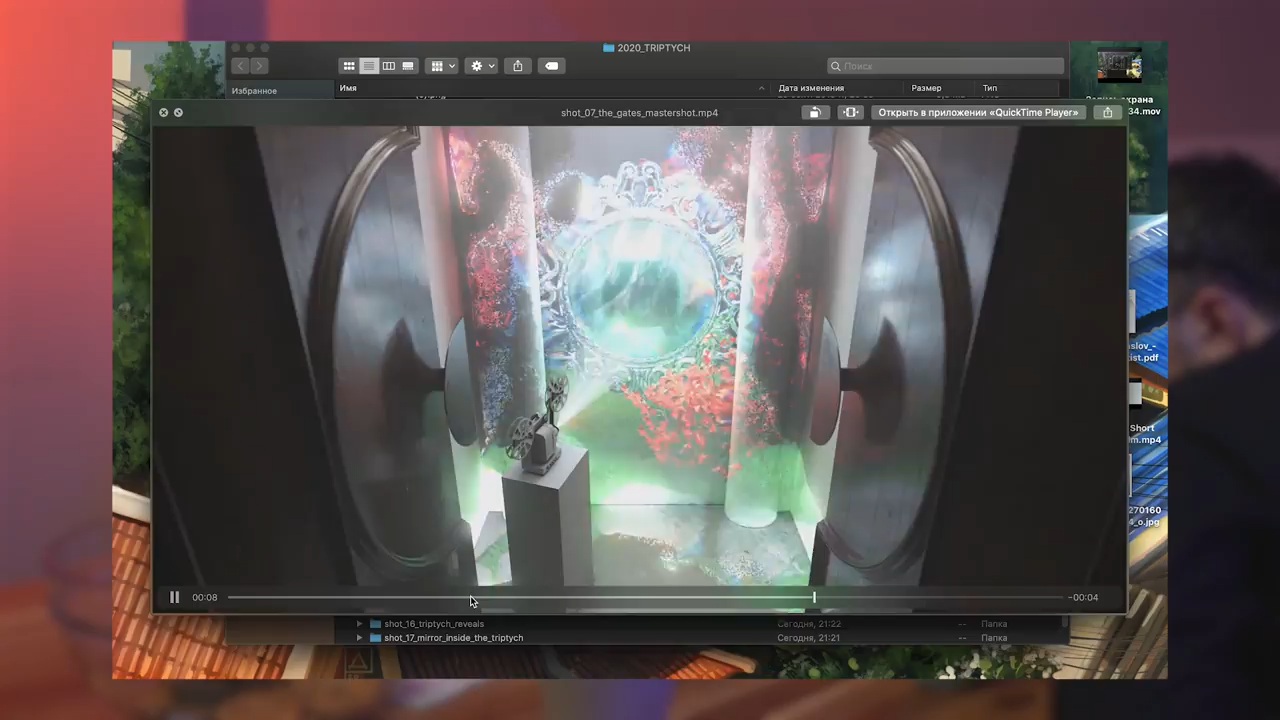 2020_TRIPTYCH
Поиск
Избранное
Имя
Дата изменения
Размер
Тип
34.mov
shot_07_the_gates_mastershot.mp4
Открыть в приложении «QuickTime Player»
ist.pdf
Short
m.mp4
270160
4_o.jpg
00:08
-00:04
shot_16_triptych_reveals
Сегодня, 21:22
--
Папка
shot_17_mirror_inside_the_triptych
Сегодня, 21:21
--
Папка